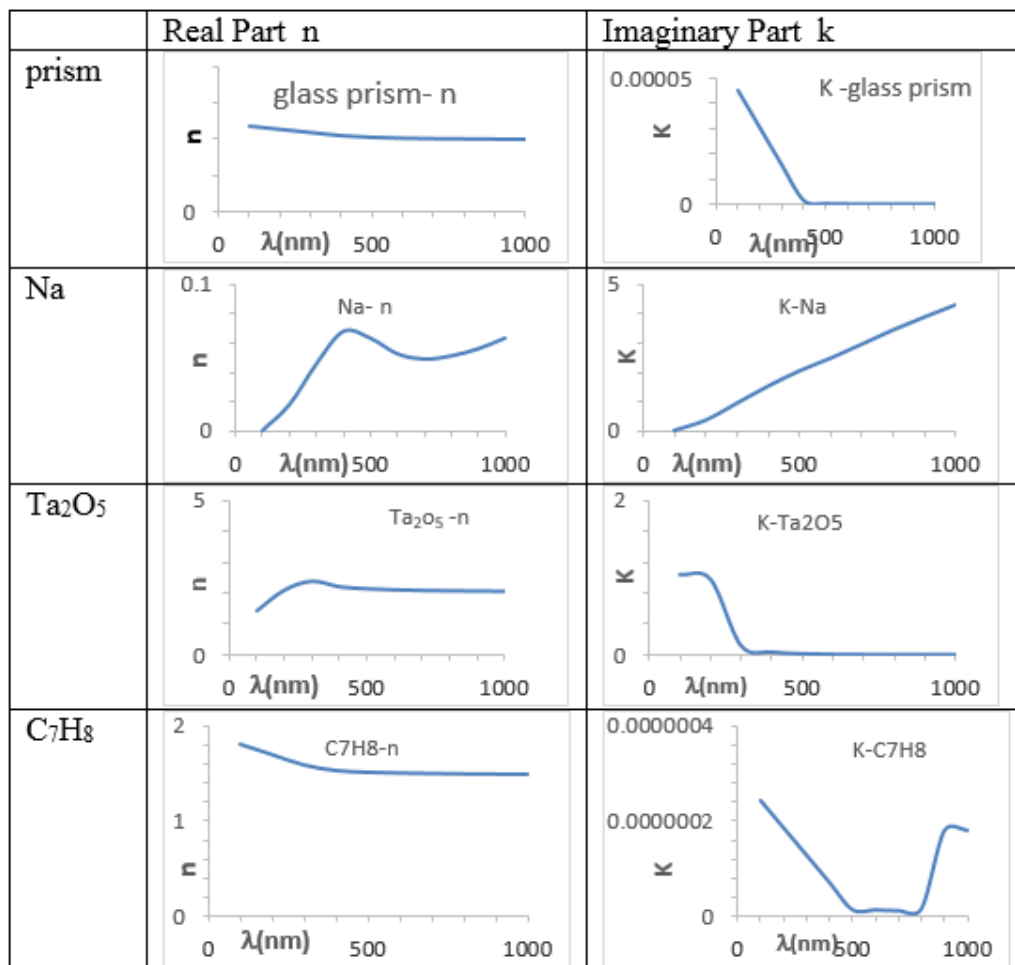 Real Part n
Imaginary Part k
prism
glass prism- n
n
0
0
λ(nm)
500
1000
0.00005
K -glass prism
K
0
0
λ(nm)
500
1000
Na
0.1
Na- n
n
0
0
λ(nm)
500
1000
5
K-Na
K
0
0
λ(nm)
500
1000
Ta2O5
5
Ta2o5 -n
n
0
0
λ(nm)
500
1000
2
K-Ta2O5
K
0
0
λ(nm)
500
1000
C7H8
2
C7H8-n
1
n
0
0
λ(nm)
500
1000
0.0000004
K-C7H8
0.0000002
K
0
0
λ(nm)
500
1000